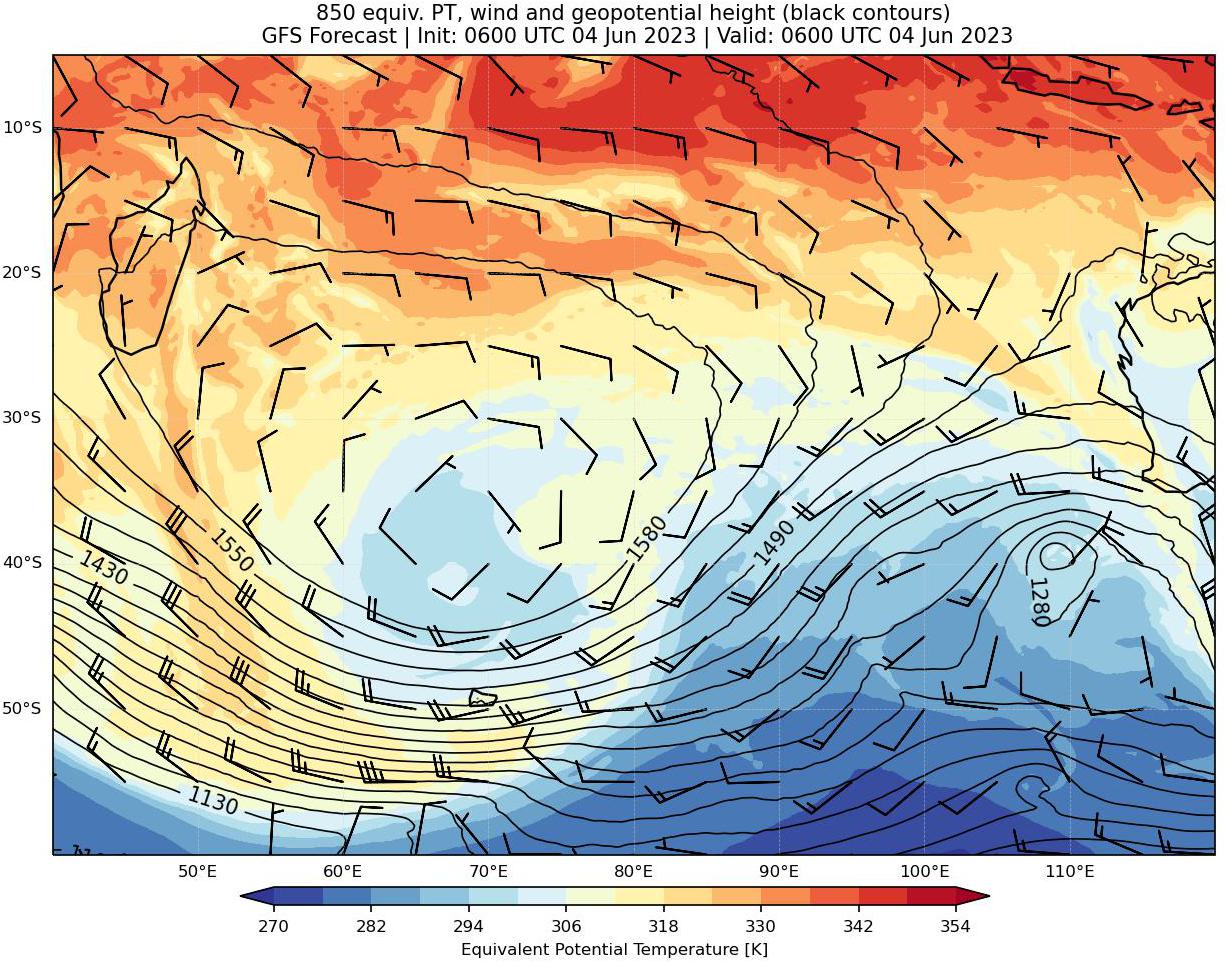 850 equiv. PT, wind and geopotential height (black contours)
GFS Forecast | Init: 0600 UTC 04 Jun 2023 | Valid: 0600 UTC 04 Jun 2023
10°S
20°S
30°S
40°S
50°S
1430
1550
1580
1490
1280
1130
50°E
60°E
70°E
80°E
90°E
100°E
110°E
270
282
294
306
318
330
342
354
Equivalent Potential Temperature [K]